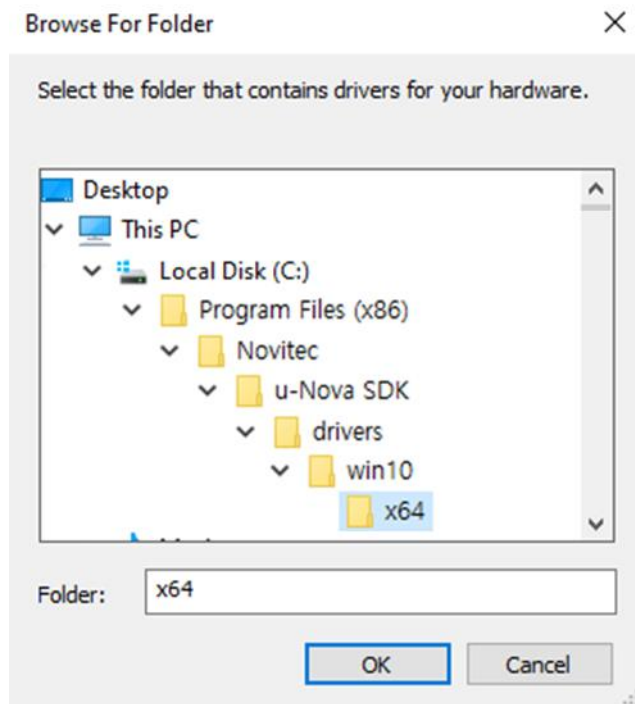 Browse For Folder
Select the folder that contains drivers for your hardware.
Desktop
This PC
Local Disk (C:)
Program Files (x86)
Novitec
u-Nova SDK
drivers
win10
x64
Folder: x64
OK Cancel